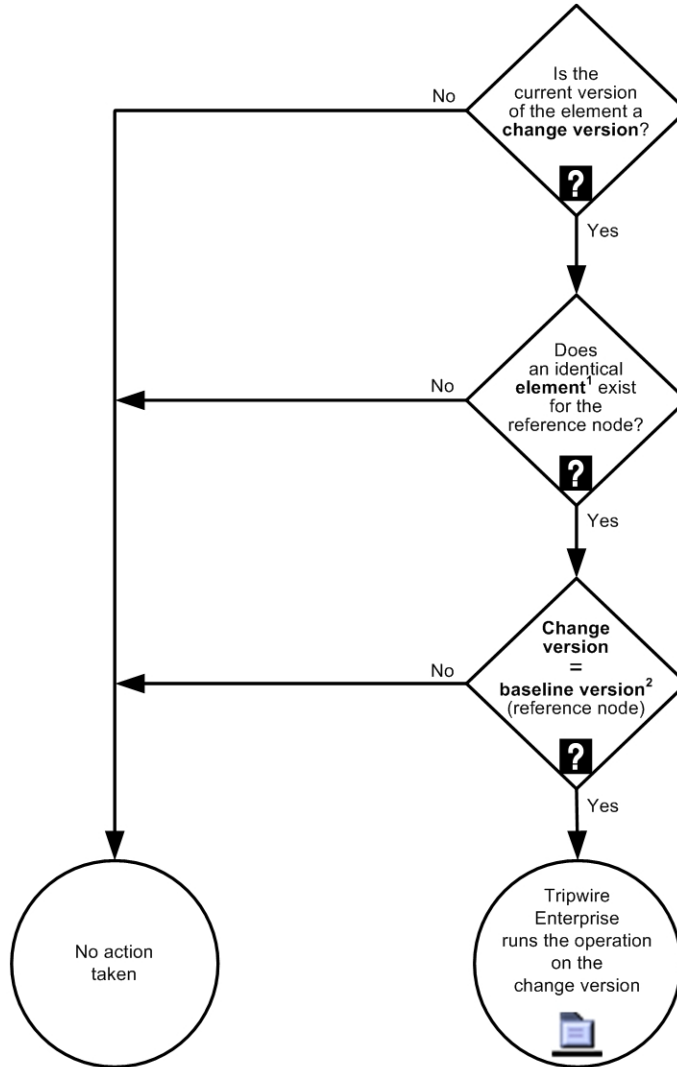 Is the
current version
of the element a
change version?
?
No
Yes
Does
an identical
element¹ exist
for the
reference node?
?
No
Yes
Change
version
=
baseline version²
(reference node)
?
No
Yes
No action
taken
Tripwire
Enterprise
runs the operation
on the
change version